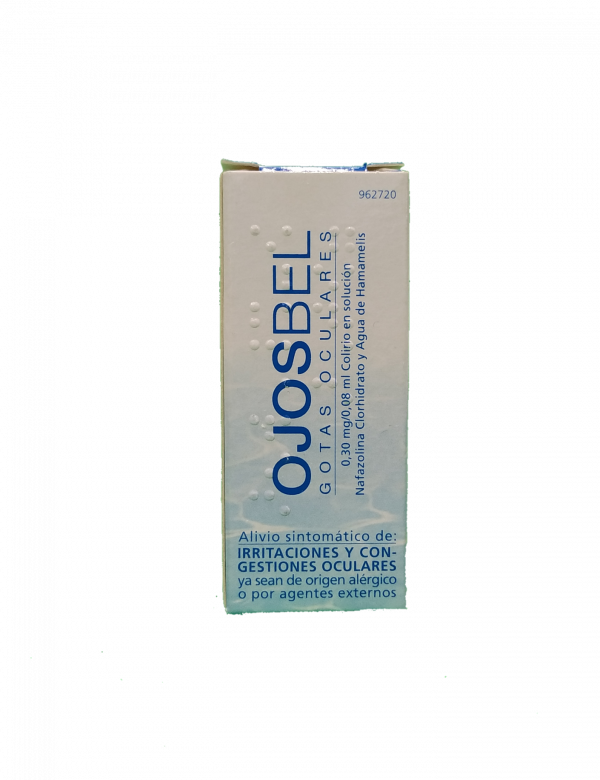 962720
OJOSBEL
GOTAS OCULARES
0,30 mg/0,08 ml Colirio en solución
Nafazolina Clorhidrato y Agua de Hamamelis
Alivio sintomático de:
IRRITACIONES Y CON-
GESTIONES OCULARES
ya sean de origen alérgico
o por agentes externos